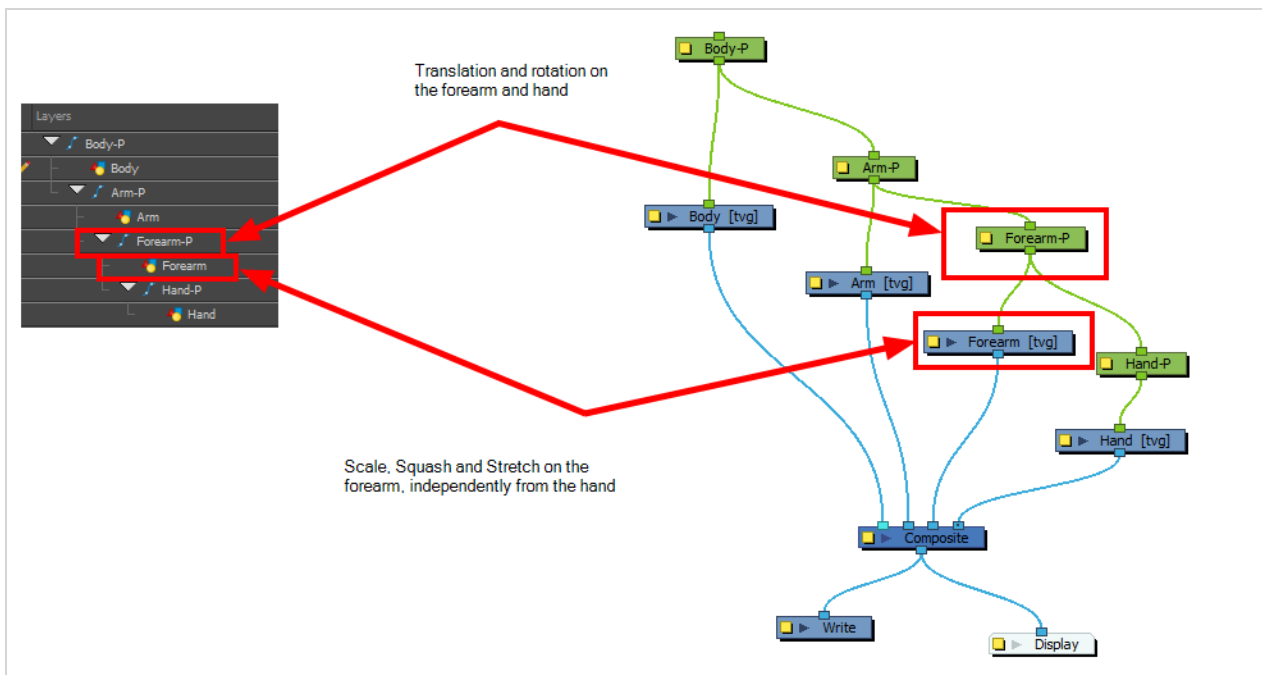 Body-P
Translation and rotation on
the forearm and hand
Layers
Body-P
Body
Arm-P
Arm
Forearm-P
Forearm
Hand-P
Hand
Arm-P
Body [tvg]
Forearm-P
Arm [tvg]
Forearm [tvg]
Hand-P
Hand [tvg]
Scale, Squash and Stretch on the
forearm, independently from the hand
Composite
Write
Display